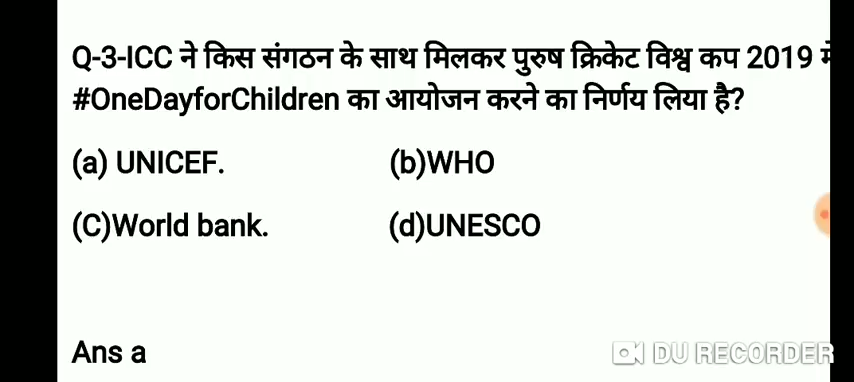 Q-3-ICC ने किस संगठन के साथ मिलकर पुरुष क्रिकेट विश्व कप 2019 में
#OneDayforChildren का आयोजन करने का निर्णय लिया है?
(a) UNICEF. (b)WHO
(C)World bank. (d)UNESCO
Ans a
DU RECORDER